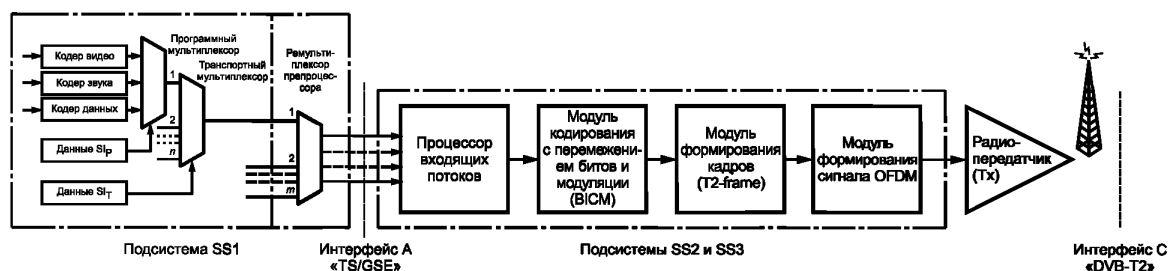 Кодер видео
Кодер звука
Кодер данных
Данные SIP
Данные SIT
Программный
мультиплексор
1
Транспортный
мультиплексор
2
n
Ремульти-
плексор
препроцес-
сора
1
2
m
Процессор
входящих
потоков
Модуль
кодирования
с перемежени-
ем битов и
модуляции
(BICM)
Модуль
формирования
кадров
(T2-frame)
Модуль
формирования
сигнала OFDM
Радио-
передатчик
(Tx)
Подсистема SS1
Интерфейс A
«TS/GSE»
Подсистемы SS2 и SS3
Интерфейс C
«DVB-T2»